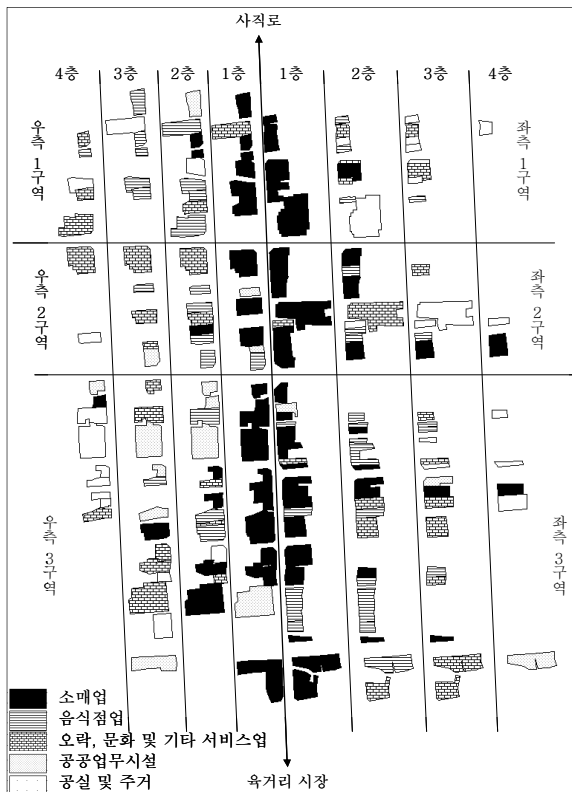 사직로
4층 3층 2층 1층 1층 2층 3층 4층
우측 1구역
좌측 1구역
우측 2구역
좌측 2구역
우측 3구역
좌측 3구역
소매업
음식점업
오락, 문화 및 기타 서비스업
공공업무시설
공실 및 주거
육거리 시장